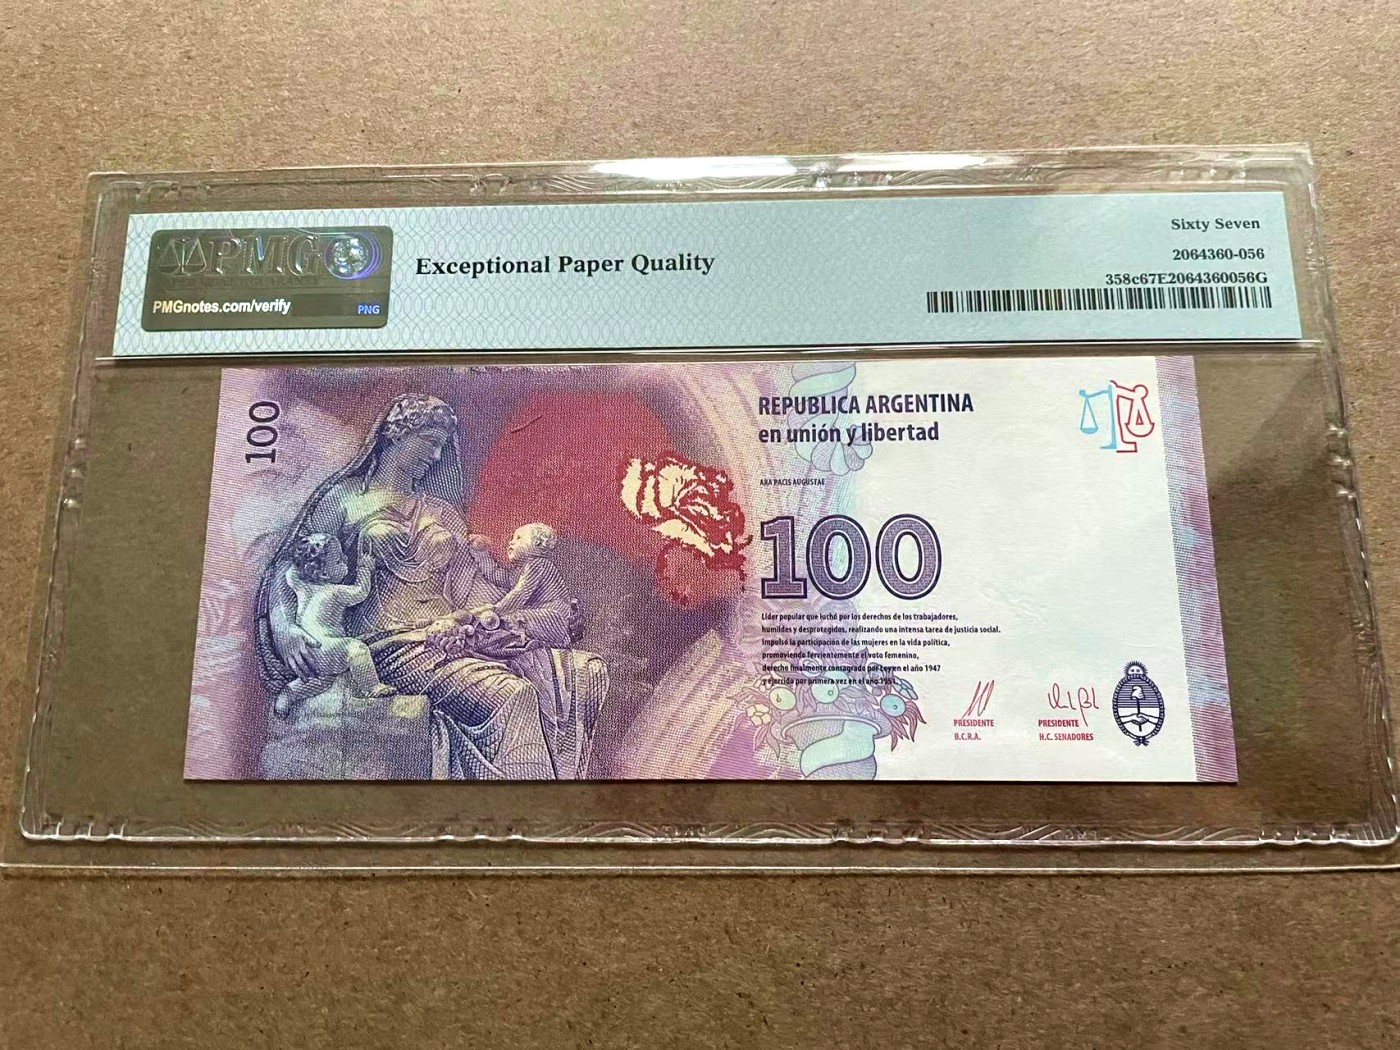 PMG
PMGnotes.com/verify
PNG
Exceptional Paper Quality
Sixty Seven
2064360-056
358c67E2064360056G
100
REPUBLICA ARGENTINA
en unión y libertad
ARA PACIS AUGUSTAE
100
Líder popular que luchó por los derechos de los trabajadores,
humildes y desprotegidos, realizando una intensa tarea de justicia social.
Impulsó la participación de las mujeres en la vida política,
promoviendo fervientemente el voto femenino,
derecho finalmente consagrado por Ley en el año 1947
y ejercido por primera vez en el año 1951.
PRESIDENTE
B.C.R.A.
PRESIDENTE
H.C. SENADORES